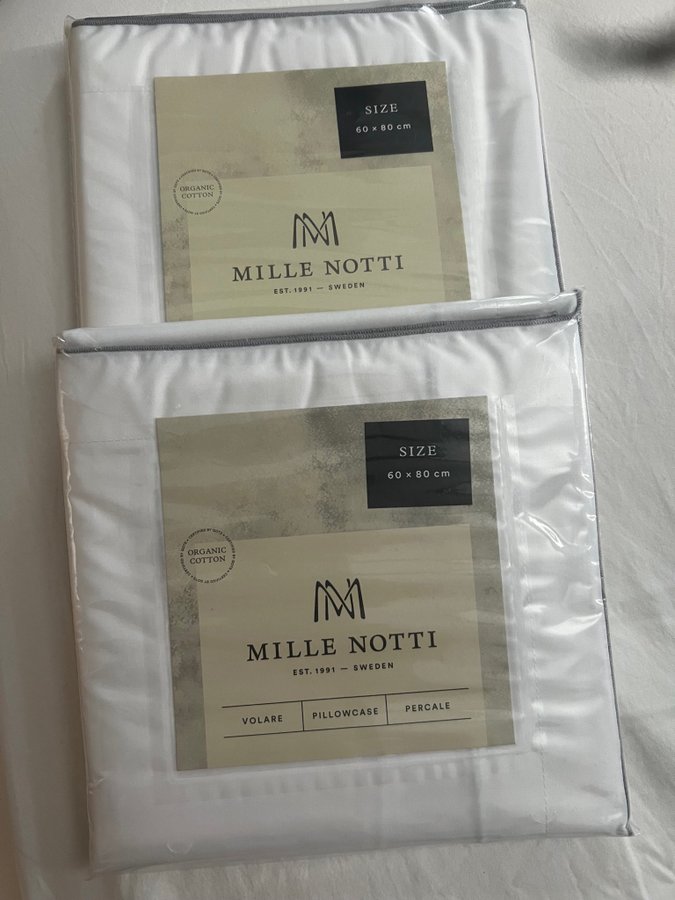 SIZE
60 × 80 cm
ORGANIC
COTTON
MILLE NOTTI
EST. 1991 — SWEDEN
SIZE
60 × 80 cm
ORGANIC
COTTON
MILLE NOTTI
EST. 1991 — SWEDEN
VOLARE PILLOWCASE PERCALE